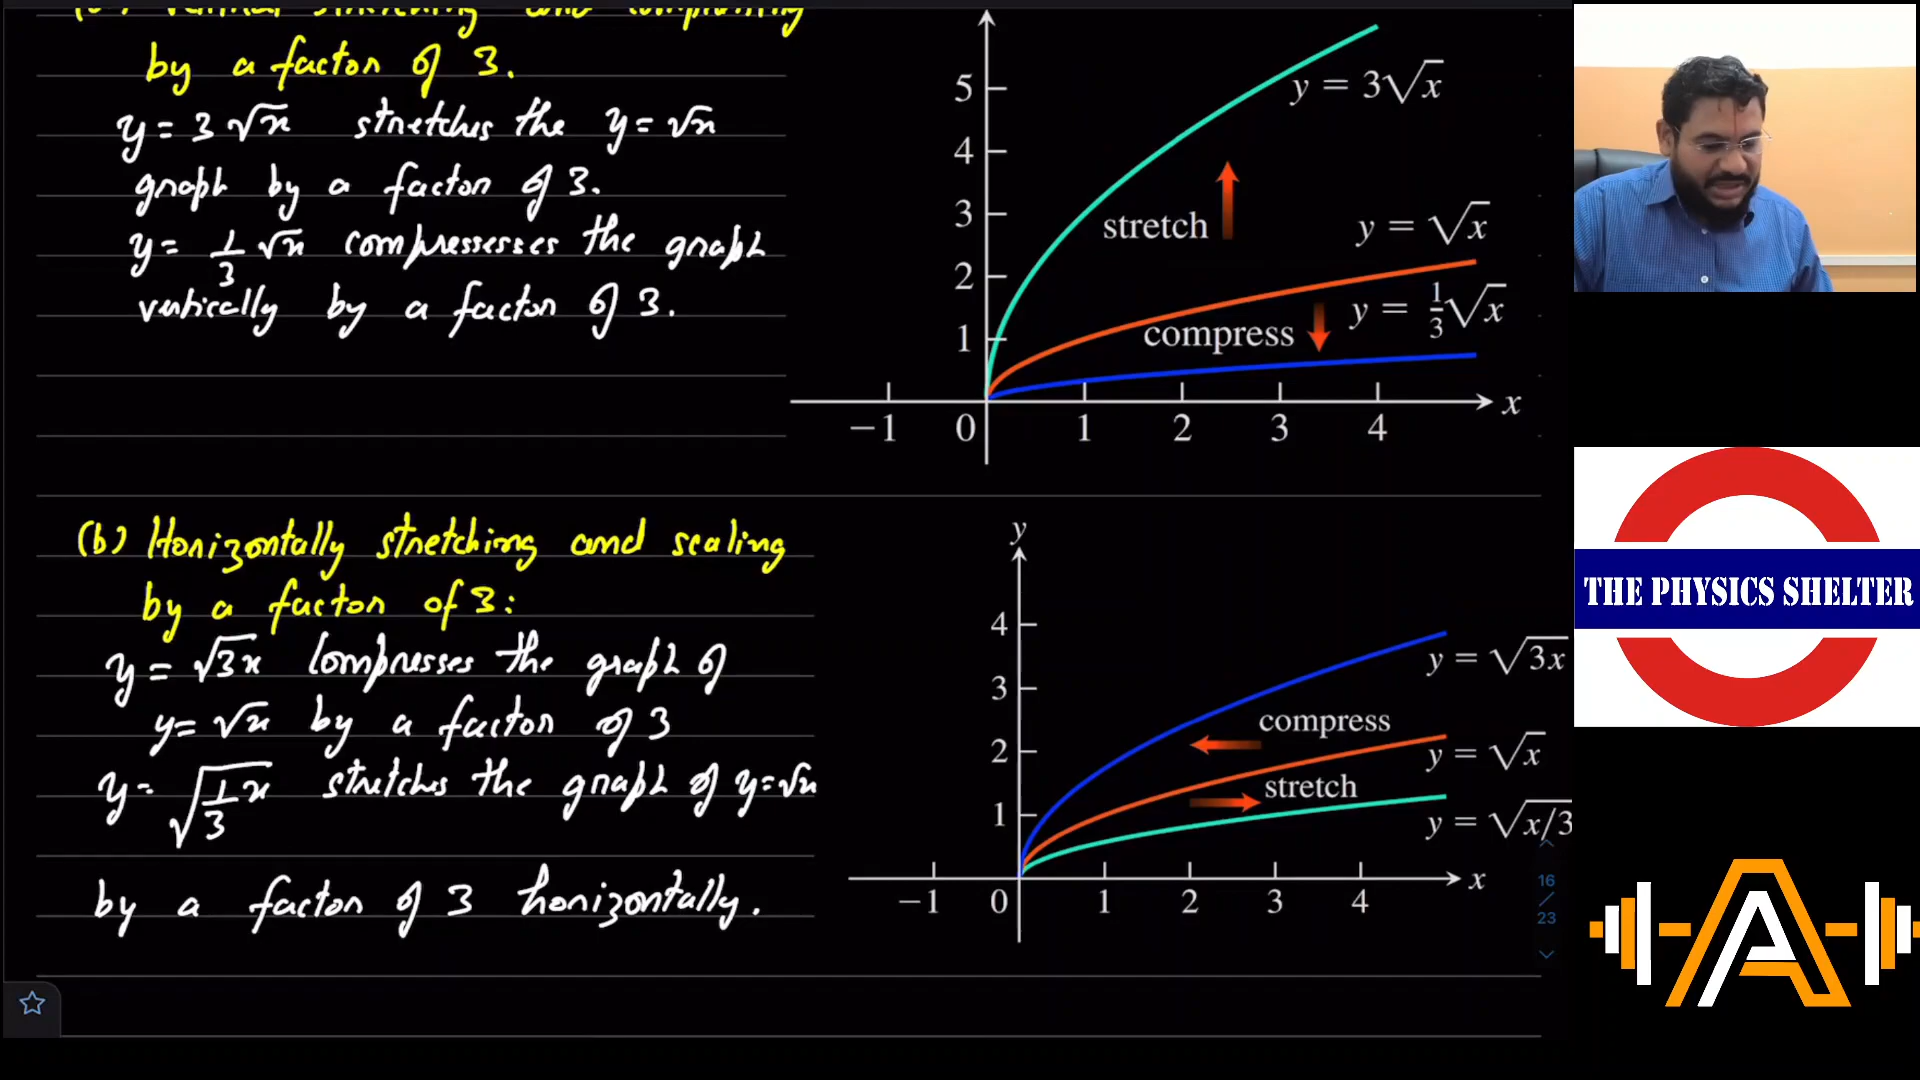 by a factor of 3.
y = 3√x stretches the y = √x
graph by a factor of 3.
y = 1/3 √x compressesses the graph
vertically by a factor of 3.
5
4
3
2
1
−1 0 1 2 3 4 x
y = 3√x
stretch
y = √x
compress
y = 1/3√x
(b) Horizontally stretching and scaling
by a factor of 3:
y = √3x Compresses the graph of
y = √x by a factor of 3
y = √1/3 x stretches the graph of y = √x
by a factor of 3 horizontally.
y
4
3
2
1
−1 0 1 2 3 4 x
y = √3x
compress
y = √x
stretch
y = √x/3
16
/
23
THE PHYSICS SHELTER
A